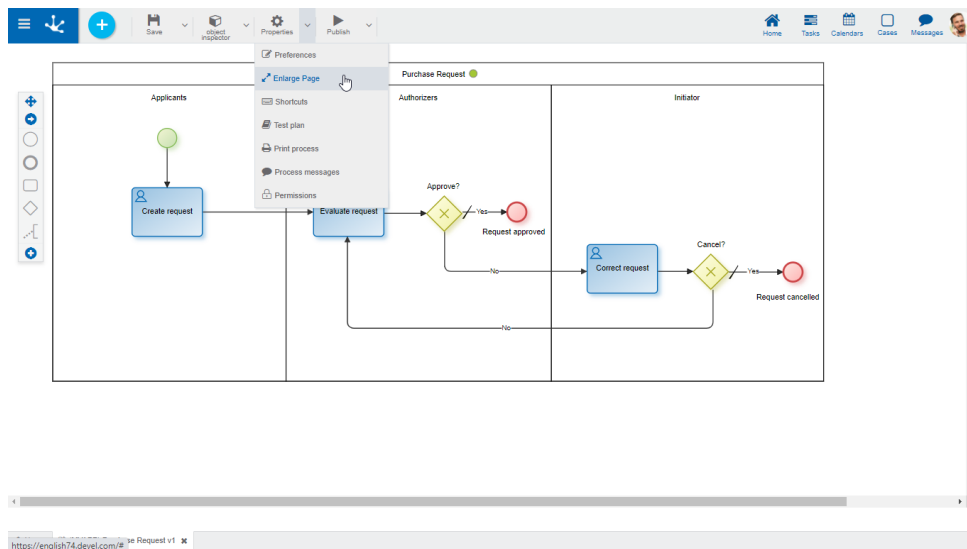 Save
object
inspector
Properties
Publish
Home
Tasks
Calendars
Cases
Messages
Preferences
Enlarge Page
Shortcuts
Test plan
Print process
Process messages
Permissions
Purchase Request
Applicants
Authorizers
Initiator
Create request
Evaluate request
Approve?
Yes
Request approved
No
Correct request
Cancel?
Yes
Request cancelled
No
se Request v1
https://english74.devel.com/#